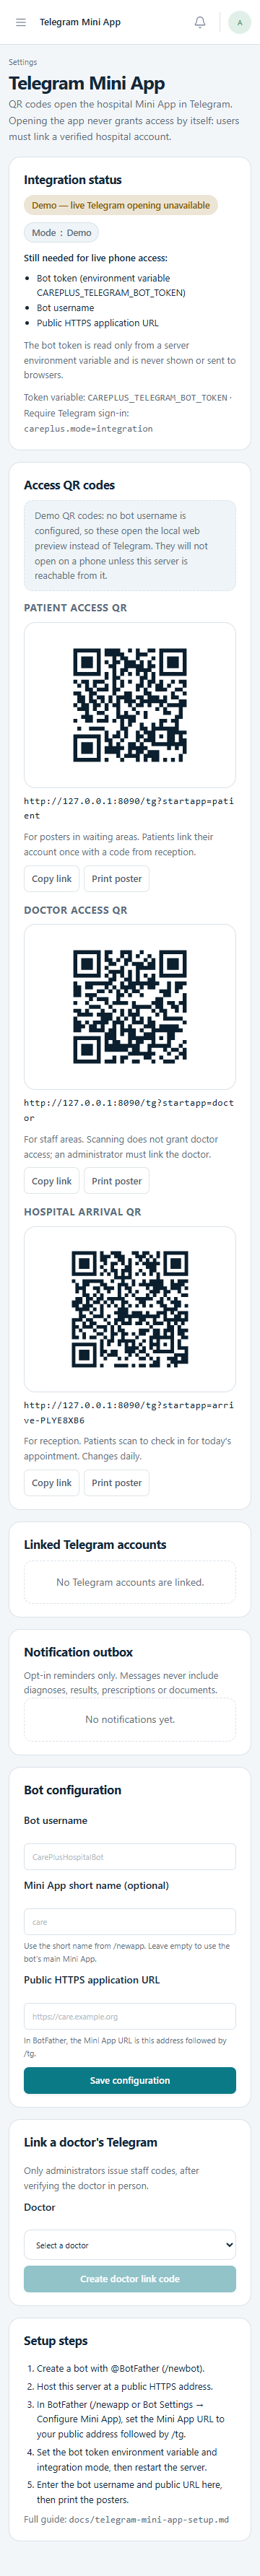 Telegram Mini App
A
Settings
Telegram Mini App
QR codes open the hospital Mini App in Telegram.
Opening the app never grants access by itself: users
must link a verified hospital account.
Integration status
Demo — live Telegram opening unavailable
Mode : Demo
Still needed for live phone access:
• Bot token (environment variable
CAREPLUS_TELEGRAM_BOT_TOKEN)
• Bot username
• Public HTTPS application URL
The bot token is read only from a server
environment variable and is never shown or sent to
browsers.
Token variable: CAREPLUS_TELEGRAM_BOT_TOKEN ·
Require Telegram sign-in:
careplus.mode=integration
Access QR codes
Demo QR codes: no bot username is
configured, so these open the local web
preview instead of Telegram. They will not
open on a phone unless this server is
reachable from it.
PATIENT ACCESS QR
http://127.0.0.1:8090/tg?startapp=pati
ent
For posters in waiting areas. Patients link their
account once with a code from reception.
Copy link
Print poster
DOCTOR ACCESS QR
http://127.0.0.1:8090/tg?startapp=doct
or
For staff areas. Scanning does not grant doctor
access; an administrator must link the doctor.
Copy link
Print poster
HOSPITAL ARRIVAL QR
http://127.0.0.1:8090/tg?startapp=arri
ve-PLYE8XB6
For reception. Patients scan to check in for today's
appointment. Changes daily.
Copy link
Print poster
Linked Telegram accounts
No Telegram accounts are linked.
Notification outbox
Opt-in reminders only. Messages never include
diagnoses, results, prescriptions or documents.
No notifications yet.
Bot configuration
Bot username
CarePlusHospitalBot
Mini App short name (optional)
care
Use the short name from /newapp. Leave empty to use the
bot's main Mini App.
Public HTTPS application URL
https://care.example.org
In BotFather, the Mini App URL is this address followed by
/tg.
Save configuration
Link a doctor's Telegram
Only administrators issue staff codes, after
verifying the doctor in person.
Doctor
Select a doctor
Create doctor link code
Setup steps
1. Create a bot with @BotFather (/newbot).
2. Host this server at a public HTTPS address.
3. In BotFather (/newapp or Bot Settings →
Configure Mini App), set the Mini App URL to
your public address followed by /tg.
4. Set the bot token environment variable and
integration mode, then restart the server.
5. Enter the bot username and public URL here,
then print the posters.
Full guide: docs/telegram-mini-app-setup.md